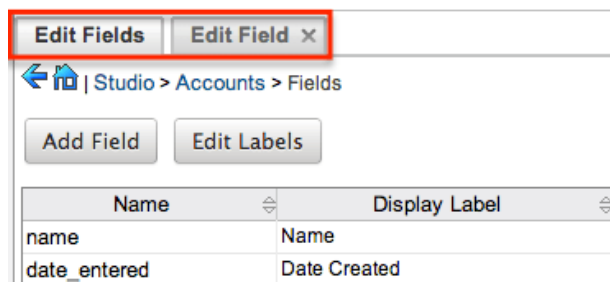 Edit Fields Edit Field ×
| Studio > Accounts > Fields
Add Field Edit Labels
Name Display Label
name Name
date_entered Date Created